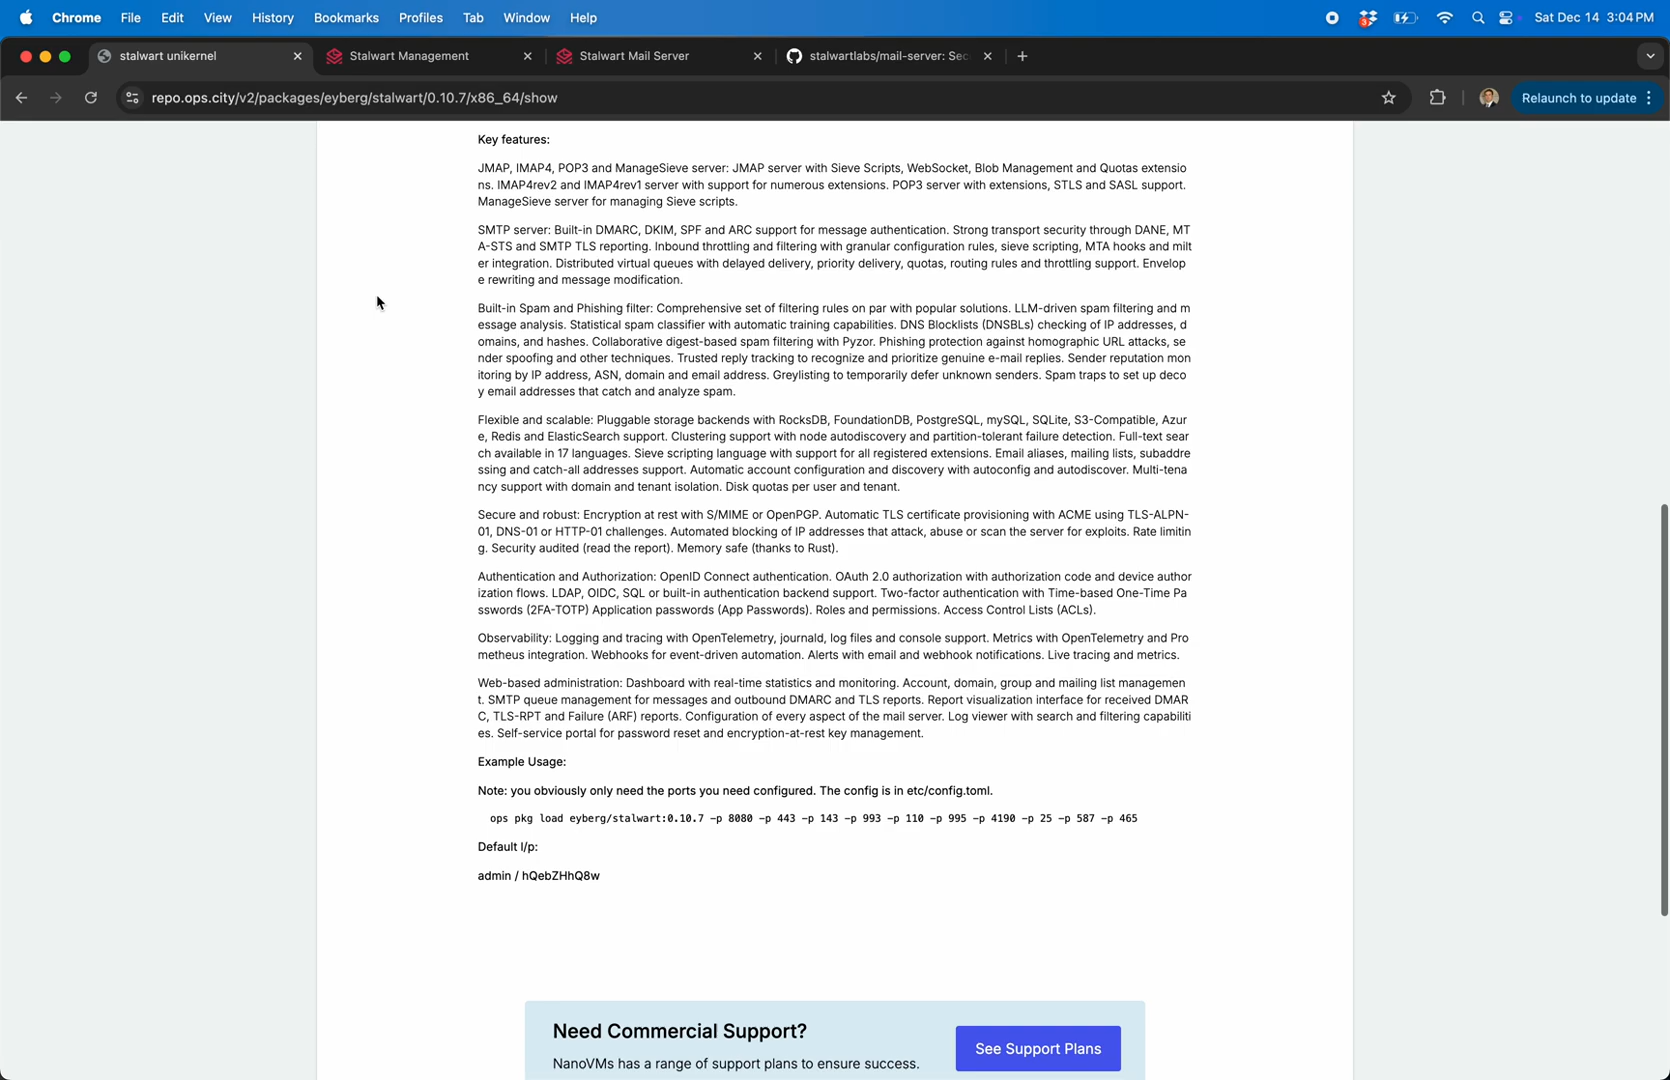 Chrome File Edit View History Bookmarks Profiles Tab Window Help 3 Sat Dec 14 3:04 PM
stalwart unikernel Stalwart Management Stalwart Mail Server stalwartlabs/mail-server: Sec
repo.ops.city/v2/packages/eyberg/stalwart/0.10.7/x86_64/show Relaunch to update
Key features:
JMAP, IMAP4, POP3 and ManageSieve server: JMAP server with Sieve Scripts, WebSocket, Blob Management and Quotas extensio
ns. IMAP4rev2 and IMAP4rev1 server with support for numerous extensions. POP3 server with extensions, STLS and SASL support.
ManageSieve server for managing Sieve scripts.
SMTP server: Built-in DMARC, DKIM, SPF and ARC support for message authentication. Strong transport security through DANE, MT
A-STS and SMTP TLS reporting. Inbound throttling and filtering with granular configuration rules, sieve scripting, MTA hooks and milt
er integration. Distributed virtual queues with delayed delivery, priority delivery, quotas, routing rules and throttling support. Envelop
e rewriting and message modification.
Built-in Spam and Phishing filter: Comprehensive set of filtering rules on par with popular solutions. LLM-driven spam filtering and m
essage analysis. Statistical spam classifier with automatic training capabilities. DNS Blocklists (DNSBLs) checking of IP addresses, d
omains, and hashes. Collaborative digest-based spam filtering with Pyzor. Phishing protection against homographic URL attacks, se
nder spoofing and other techniques. Trusted reply tracking to recognize and prioritize genuine e-mail replies. Sender reputation mon
itoring by IP address, ASN, domain and email address. Greylisting to temporarily defer unknown senders. Spam traps to set up deco
y email addresses that catch and analyze spam.
Flexible and scalable: Pluggable storage backends with RocksDB, FoundationDB, PostgreSQL, mySQL, SQLite, S3-Compatible, Azur
e, Redis and ElasticSearch support. Clustering support with node autodiscovery and partition-tolerant failure detection. Full-text sear
ch available in 17 languages. Sieve scripting language with support for all registered extensions. Email aliases, mailing lists, subaddre
ssing and catch-all addresses support. Automatic account configuration and discovery with autoconfig and autodiscover. Multi-tena
ncy support with domain and tenant isolation. Disk quotas per user and tenant.
Secure and robust: Encryption at rest with S/MIME or OpenPGP. Automatic TLS certificate provisioning with ACME using TLS-ALPN-
01, DNS-01 or HTTP-01 challenges. Automated blocking of IP addresses that attack, abuse or scan the server for exploits. Rate limitin
g. Security audited (read the report). Memory safe (thanks to Rust).
Authentication and Authorization: OpenID Connect authentication. OAuth 2.0 authorization with authorization code and device author
ization flows. LDAP, OIDC, SQL or built-in authentication backend support. Two-factor authentication with Time-based One-Time Pa
sswords (2FA-TOTP) Application passwords (App Passwords). Roles and permissions. Access Control Lists (ACLs).
Observability: Logging and tracing with OpenTelemetry, journald, log files and console support. Metrics with OpenTelemetry and Pro
metheus integration. Webhooks for event-driven automation. Alerts with email and webhook notifications. Live tracing and metrics.
Web-based administration: Dashboard with real-time statistics and monitoring. Account, domain, group and mailing list managemen
t. SMTP queue management for messages and outbound DMARC and TLS reports. Report visualization interface for received DMAR
C, TLS-RPT and Failure (ARF) reports. Configuration of every aspect of the mail server. Log viewer with search and filtering capabiliti
es. Self-service portal for password reset and encryption-at-rest key management.
Example Usage:
Note: you obviously only need the ports you need configured. The config is in etc/config.toml.
ops pkg load eyberg/stalwart:0.10.7 -p 8080 -p 443 -p 143 -p 993 -p 110 -p 995 -p 4190 -p 25 -p 587 -p 465
Default l/p:
admin / hQebZHhQ8w
Need Commercial Support?
NanoVMs has a range of support plans to ensure success.
See Support Plans